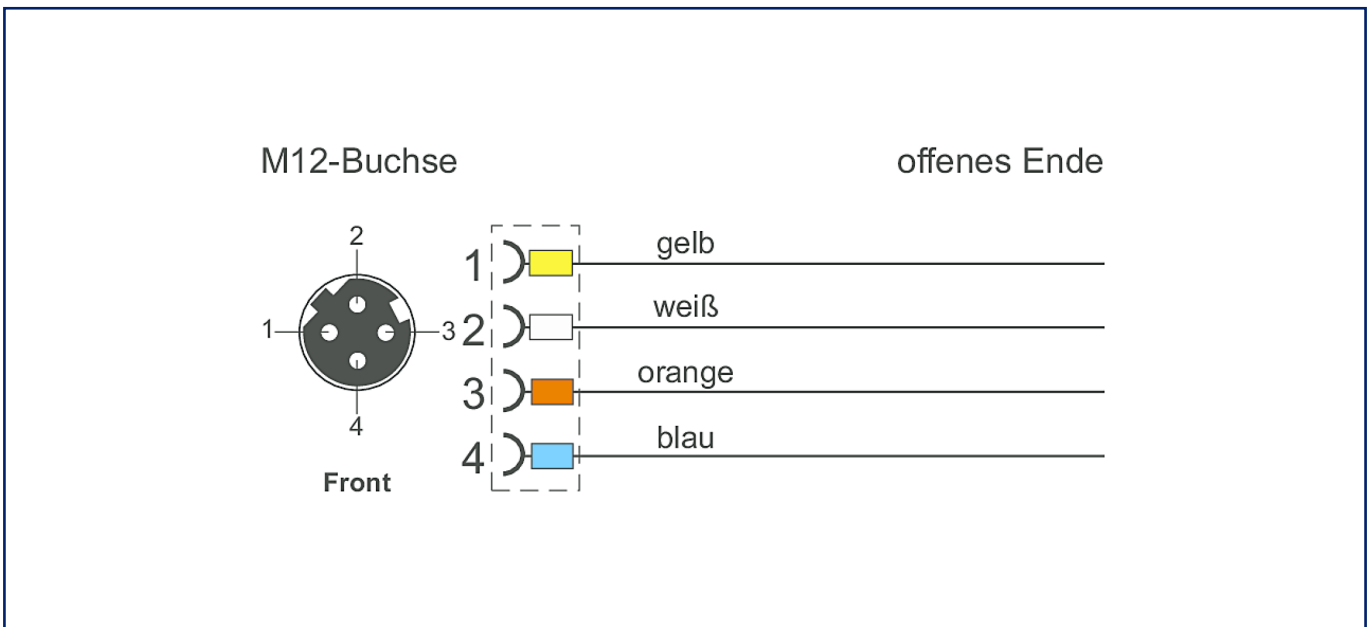 M12-Buchse
offenes Ende
2
1
3
4
Front
1 gelb
2 weiß
3 orange
4 blau